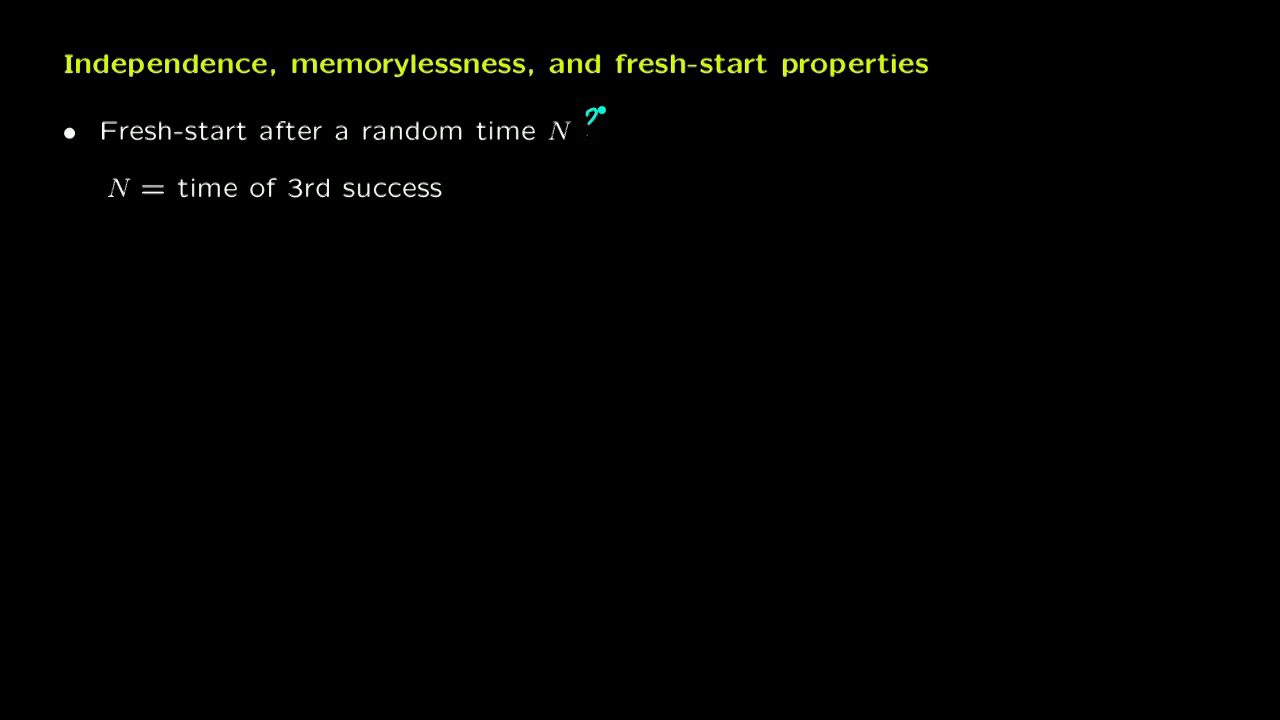 Independence, memorylessness, and fresh-start properties
• Fresh-start after a random time N ?
N = time of 3rd success